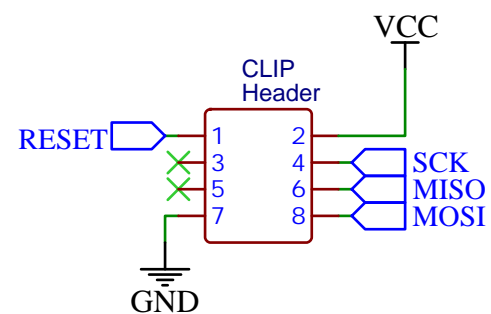 VCC
CLIP
Header
RESET 1 2
3 4 SCK
5 6 MISO
7 8 MOSI
GND